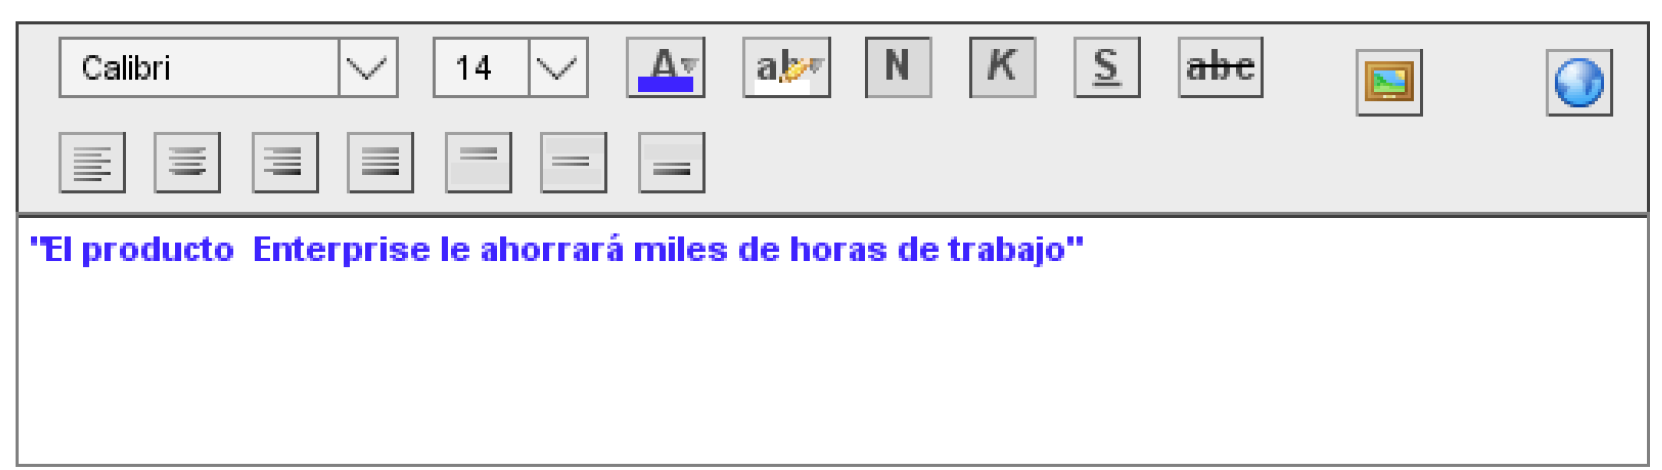 Calibri 14 A ab N K S abc
"El producto  Enterprise le ahorrará miles de horas de trabajo"